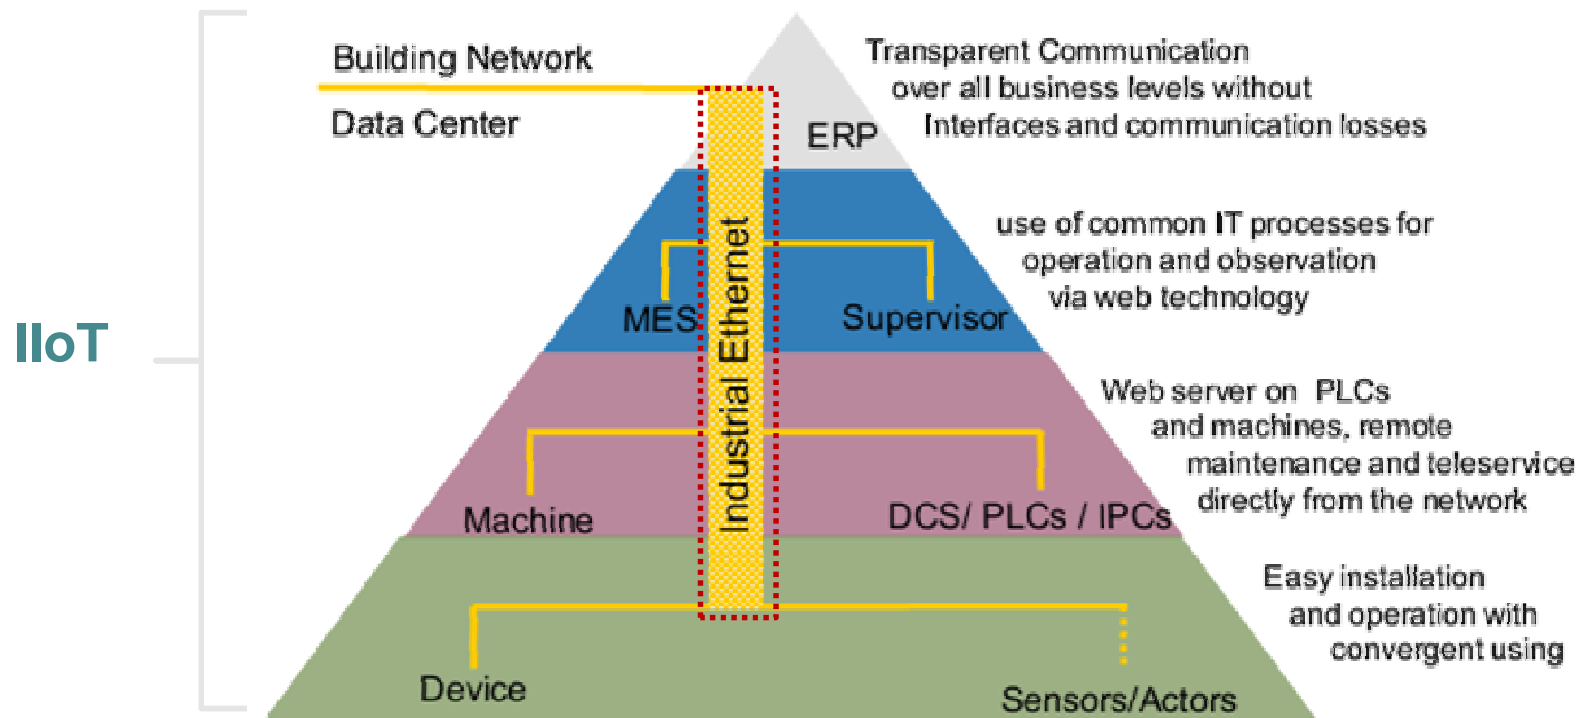 IIoT
Building Network
Data Center
ERP
Transparent Communication
over all business levels without
Interfaces and communication losses
Industrial Ethernet
MES
Supervisor
use of common IT processes for
operation and observation
via web technology
Machine
DCS/ PLCs / IPCs
Web server on PLCs
and machines, remote
maintenance and teleservice
directly from the network
Device
Sensors/Actors
Easy installation
and operation with
convergent using